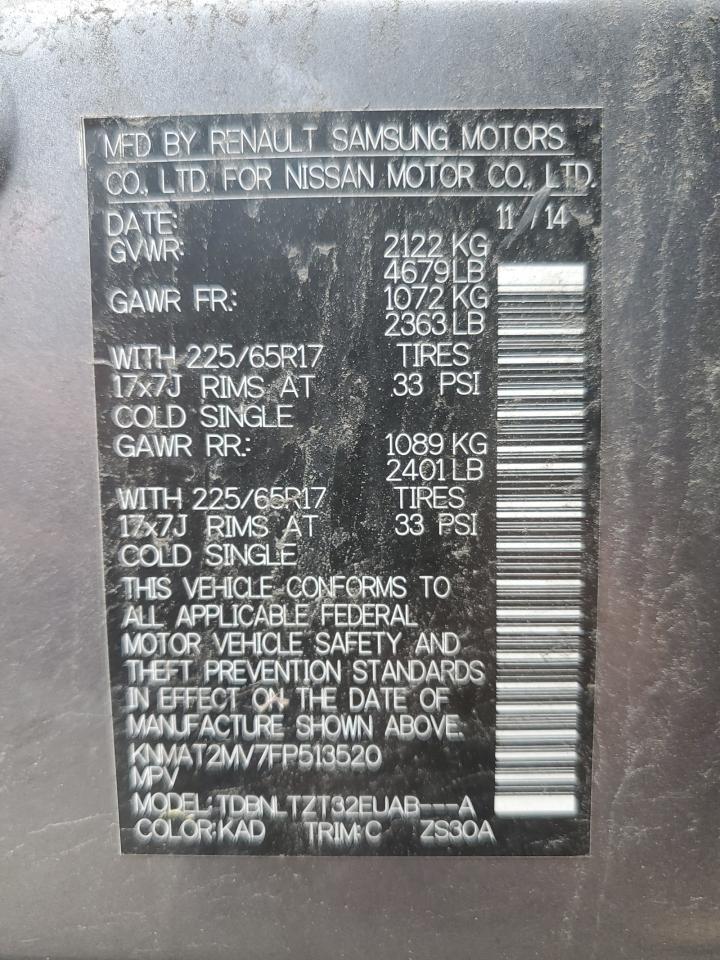 MFD BY RENAULT SAMSUNG MOTORS
CO., LTD. FOR NISSAN MOTOR CO., LTD.
DATE: 11 / 14
GVWR: 2122 KG
4679 LB
GAWR FR.: 1072 KG
2363 LB
WITH 225/65R17 TIRES
17x7J RIMS AT 33 PSI
COLD SINGLE
GAWR RR.: 1089 KG
2401 LB
WITH 225/65R17 TIRES
17x7J RIMS AT 33 PSI
COLD SINGLE
THIS VEHICLE CONFORMS TO
ALL APPLICABLE FEDERAL
MOTOR VEHICLE SAFETY AND
THEFT PREVENTION STANDARDS
IN EFFECT ON THE DATE OF
MANUFACTURE SHOWN ABOVE.
KNMAT2MV7FP513520
MPV
MODEL: TDBNLTZT32EUAB---A
COLOR: KAD TRIM: C ZS30A